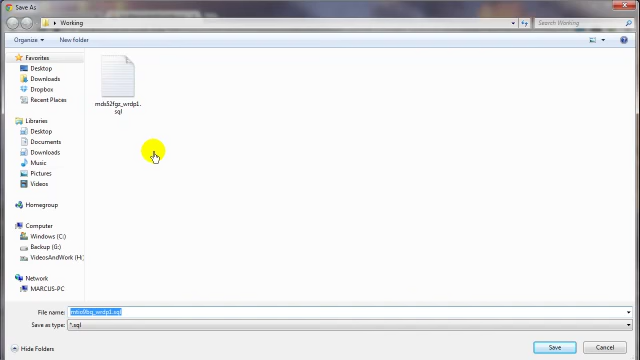 Save As
Working
Search Working
Organize
New folder
Favorites
Desktop
Downloads
Dropbox
Recent Places
Libraries
Desktop
Documents
Downloads
Music
Pictures
Videos
Homegroup
Computer
Windows (C:)
Backup (G:)
VideosAndWork (H:
Network
MARCUS-PC
mds52fgz_wrdp1.
sql
File name:
Save as type:
*.sql
Hide Folders
Save
Cancel